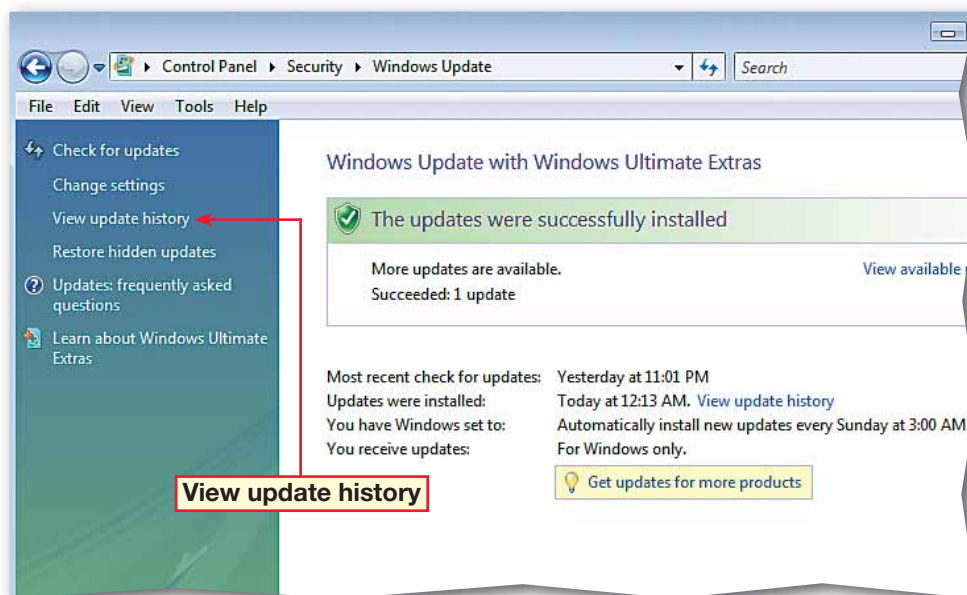 Control Panel Security Windows Update Search
File Edit View Tools Help
Check for updates
Change settings
View update history
Restore hidden updates
Updates: frequently asked
questions
Learn about Windows Ultimate
Extras
Windows Update with Windows Ultimate Extras
The updates were successfully installed
More updates are available. View available
Succeeded: 1 update
Most recent check for updates: Yesterday at 11:01 PM
Updates were installed: Today at 12:13 AM. View update history
You have Windows set to: Automatically install new updates every Sunday at 3:00 AM
You receive updates: For Windows only.
Get updates for more products
View update history